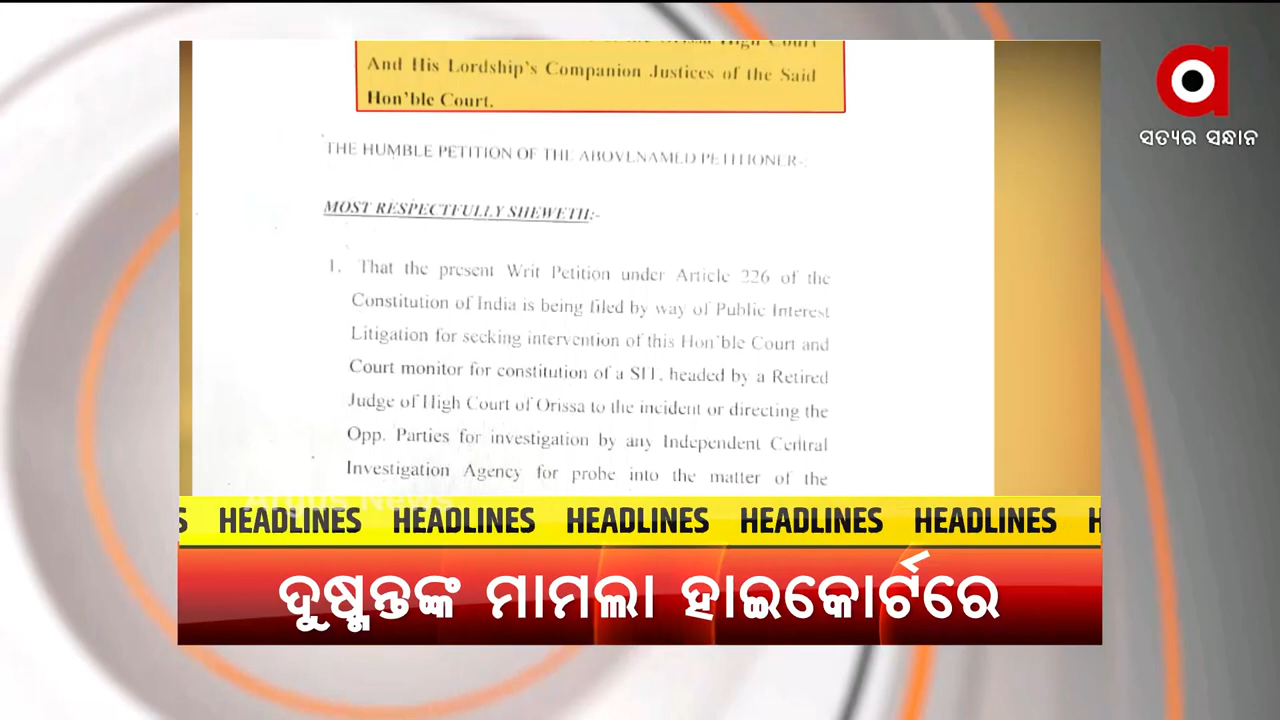 Orissa High Court
And His Lordship's Companion Justices of the Said
Hon'ble Court.
THE HUMBLE PETITION OF THE ABOVENAMED PETITIONER-:
MOST RESPECTFULLY SHEWETH:-
1. That the present Writ Petition under Article 226 of the
Constitution of India is being filed by way of Public Interest
Litigation for seeking intervention of this Hon'ble Court and
Court monitor for constitution of a SIT, headed by a Retired
Judge of High Court of Orissa to the incident or directing the
Opp. Parties for investigation by any Independent Central
Investigation Agency for probe into the matter of the
ସତ୍ୟର ସନ୍ଧାନ
Argus News
HEADLINES HEADLINES HEADLINES HEADLINES HEADLINES
ଦୁଷ୍ମନ୍ତଙ୍କ ମାମଲା ହାଇକୋର୍ଟରେ